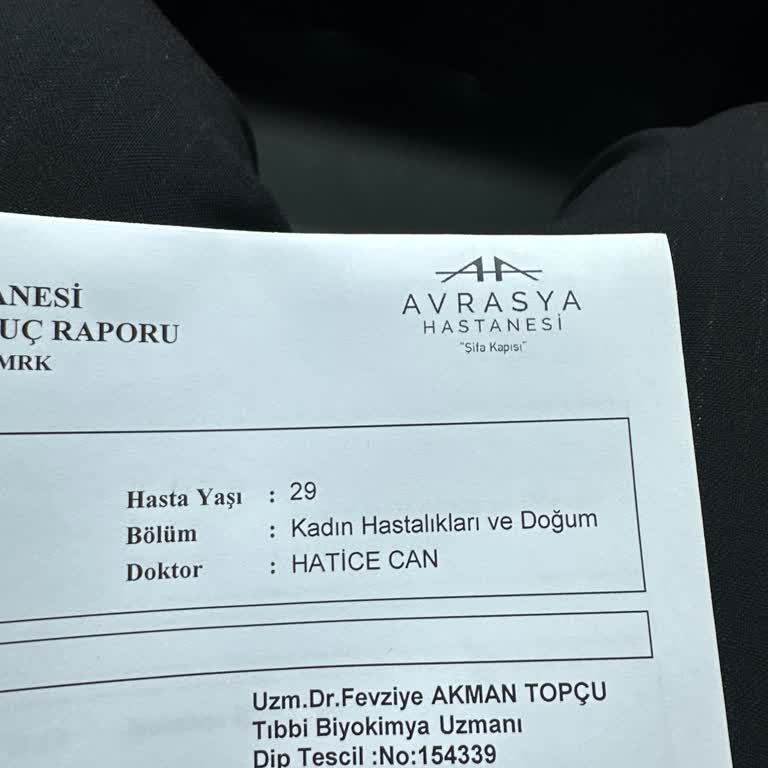 AVRASYA
HASTANESİ
"Şifa Kapısı"
ANESİ
UÇ RAPORU
MRK
Hasta Yaşı : 29
Bölüm : Kadın Hastalıkları ve Doğum
Doktor : HATİCE CAN
Uzm.Dr.Fevziye AKMAN TOPÇU
Tıbbi Biyokimya Uzmanı
Dip Tescil :No:154339